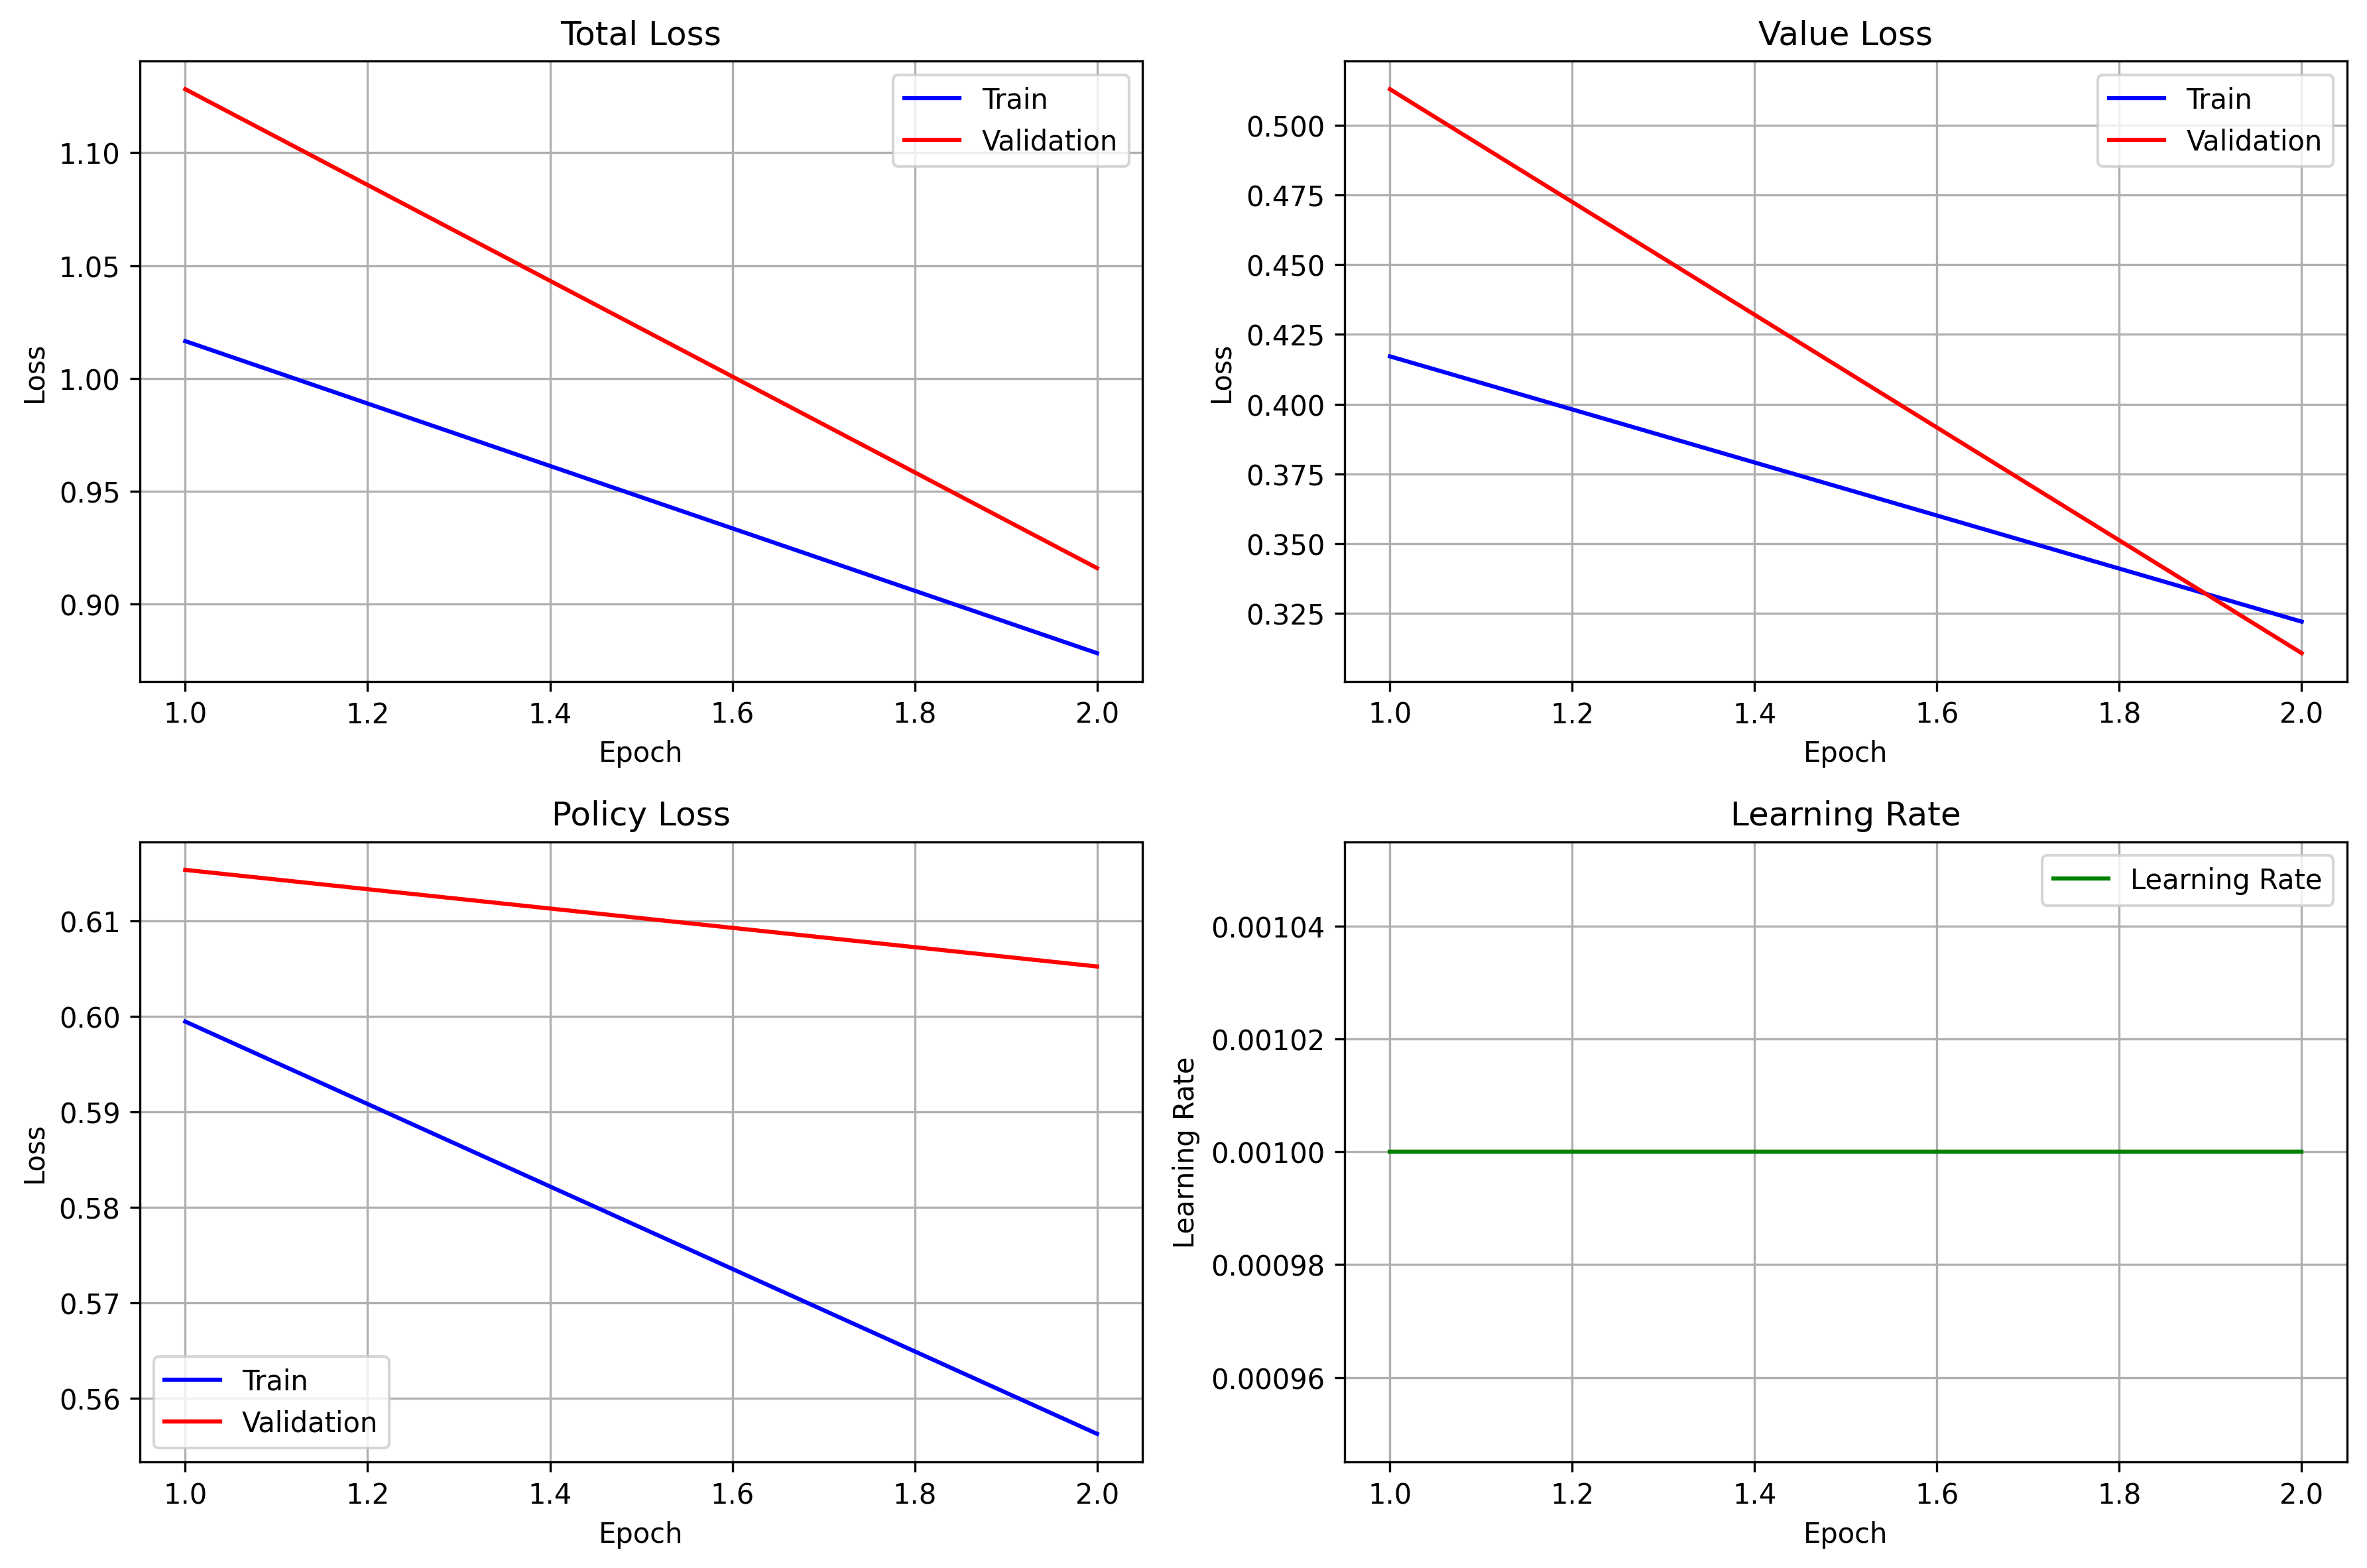 Total Loss
Loss
1.10
1.05
1.00
0.95
0.90
1.0 1.2 1.4 1.6 1.8 2.0
Epoch
Train
Validation
Value Loss
Loss
0.500
0.475
0.450
0.425
0.400
0.375
0.350
0.325
1.0 1.2 1.4 1.6 1.8 2.0
Epoch
Train
Validation
Policy Loss
Loss
0.61
0.60
0.59
0.58
0.57
0.56
1.0 1.2 1.4 1.6 1.8 2.0
Epoch
Train
Validation
Learning Rate
Learning Rate
0.00104
0.00102
0.00100
0.00098
0.00096
1.0 1.2 1.4 1.6 1.8 2.0
Epoch
Learning Rate